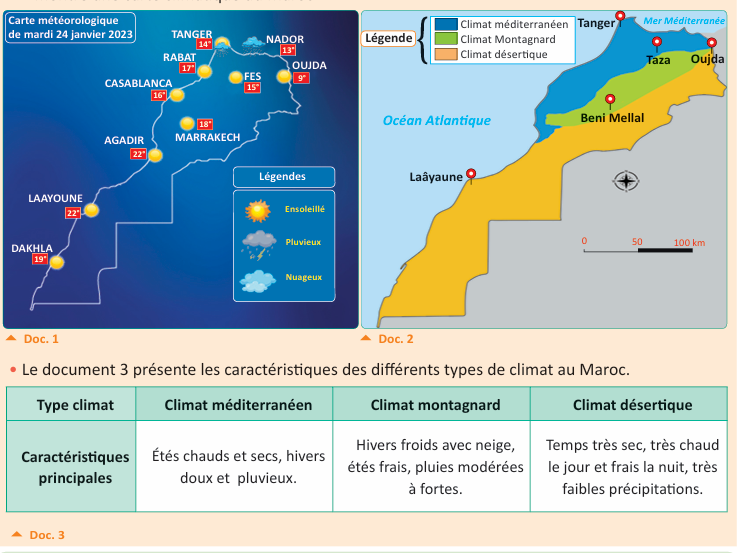 Carte météorologique
de mardi 24 janvier 2023
TANGER
14°
NADOR
13°
RABAT
17°
OUJDA
9°
FES
15°
CASABLANCA
16°
18°
MARRAKECH
AGADIR
22°
LAAYOUNE
22°
DAKHLA
19°
Légendes
Ensoleillé
Pluvieux
Nuageux
Légende
Climat méditerranéen
Climat Montagnard
Climat désertique
Tanger
Mer Méditerranée
Taza
Oujda
Océan Atlantique
Beni Mellal
Laâyaune
0 50 100 km
Doc. 1
Doc. 2
• Le document 3 présente les caractéristiques des différents types de climat au Maroc.
Type climat
Climat méditerranéen
Climat montagnard
Climat désertique
Caractéristiques
principales
Étés chauds et secs, hivers
doux et pluvieux.
Hivers froids avec neige,
étés frais, pluies modérées
à fortes.
Temps très sec, très chaud
le jour et frais la nuit, très
faibles précipitations.
Doc. 3